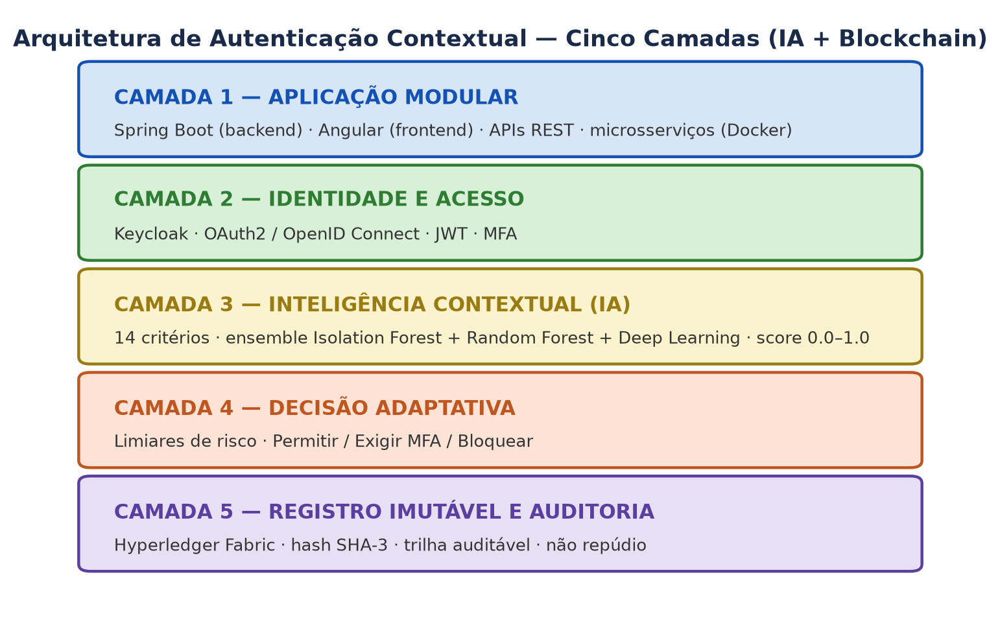 Arquitetura de Autenticação Contextual — Cinco Camadas (IA + Blockchain)
CAMADA 1 — APLICAÇÃO MODULAR
Spring Boot (backend) · Angular (frontend) · APIs REST · microsserviços (Docker)
CAMADA 2 — IDENTIDADE E ACESSO
Keycloak · OAuth2 / OpenID Connect · JWT · MFA
CAMADA 3 — INTELIGÊNCIA CONTEXTUAL (IA)
14 critérios · ensemble Isolation Forest + Random Forest + Deep Learning · score 0.0–1.0
CAMADA 4 — DECISÃO ADAPTATIVA
Limiares de risco · Permitir / Exigir MFA / Bloquear
CAMADA 5 — REGISTRO IMUTÁVEL E AUDITORIA
Hyperledger Fabric · hash SHA-3 · trilha auditável · não repúdio